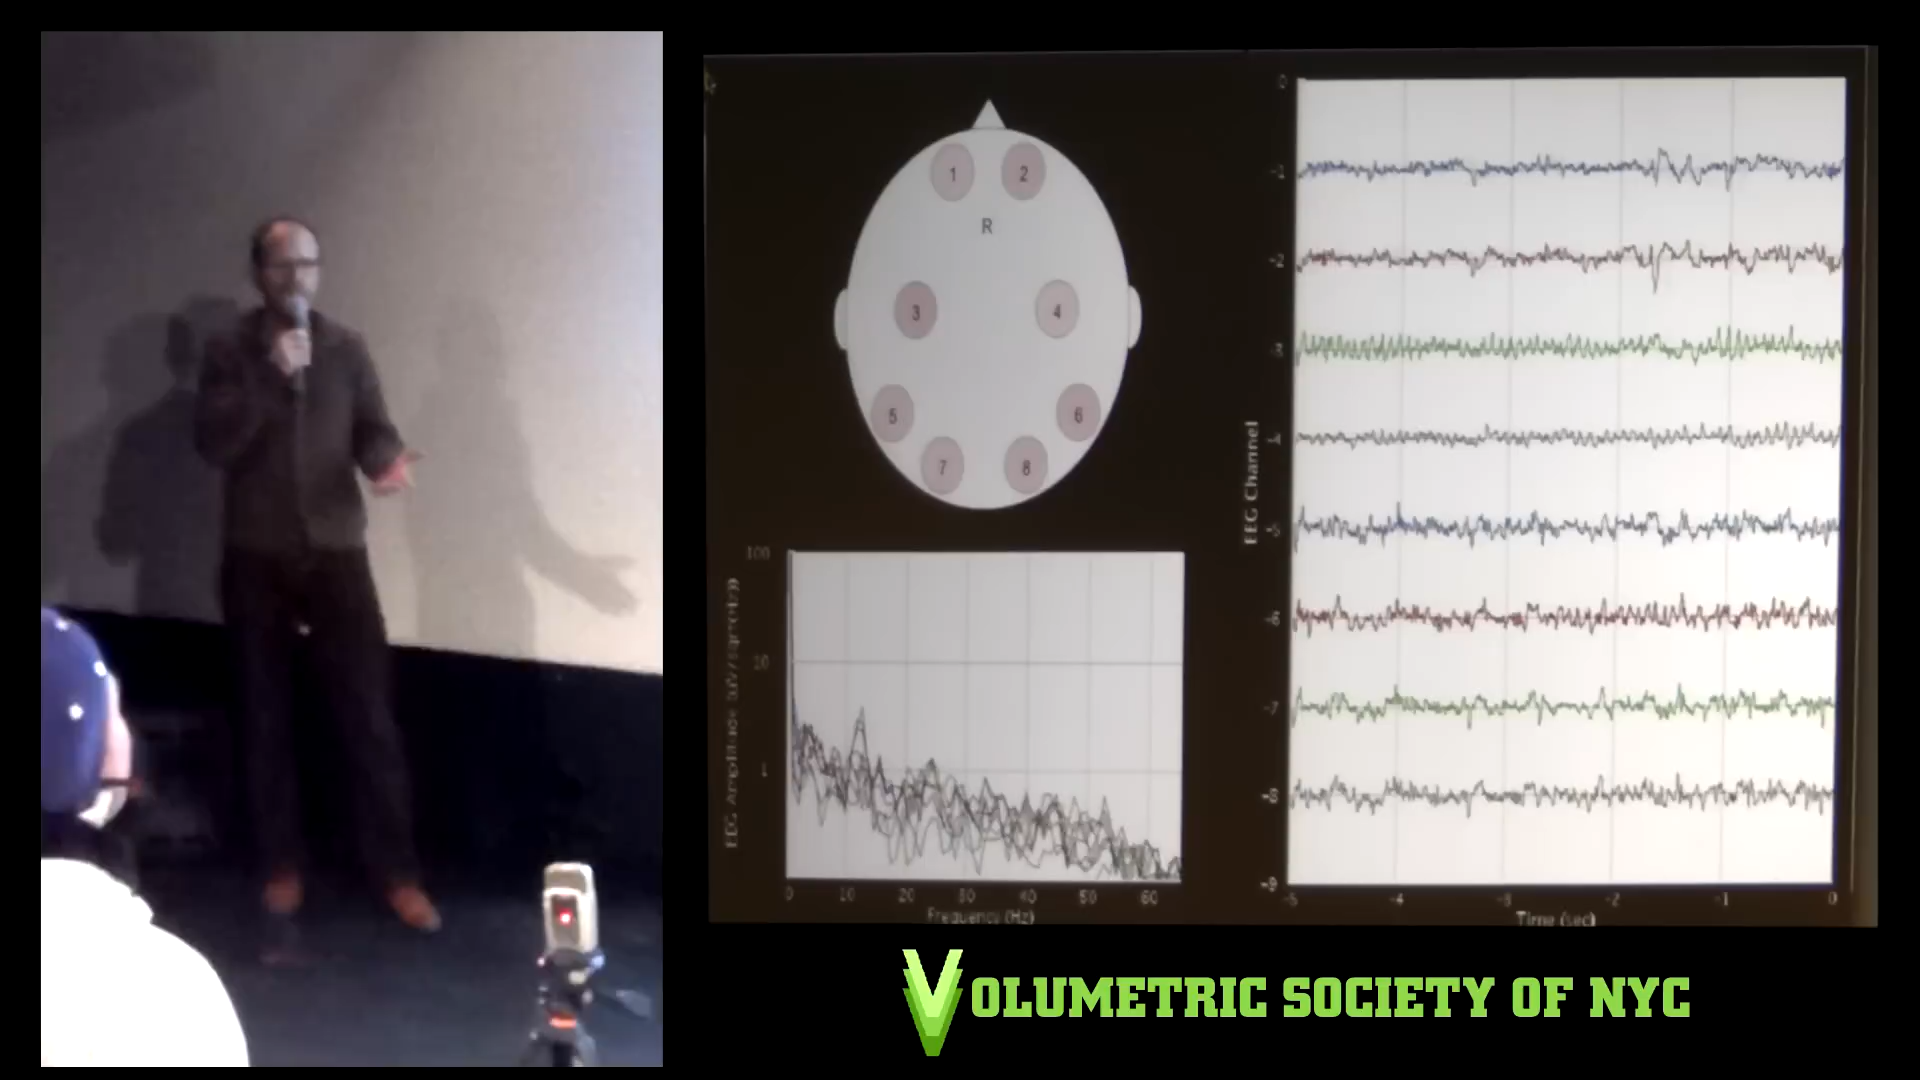 1 2
R
3 4
5 6
7 8
100
10
1
EEG Amplitude
0 10 20 30 40 50 60
Frequency (Hz)
EEG Channel
0
-1
-2
-3
-4
-5
-6
-7
-8
-9
-5 -4 -3 -2 -1 0
Time (sec)
VOLUMETRIC SOCIETY OF NYC